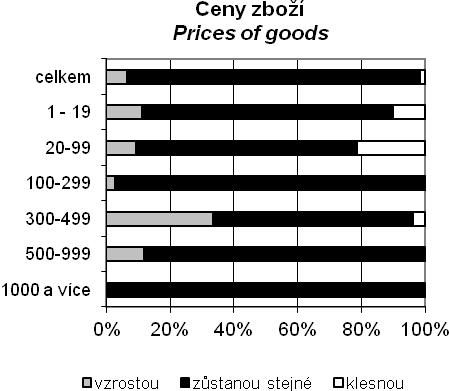 Ceny zboží
Prices of goods
celkem
1 - 19
20-99
100-299
300-499
500-999
1000 a více
0% 20% 40% 60% 80% 100%
vzrostou zůstanou stejné klesnou